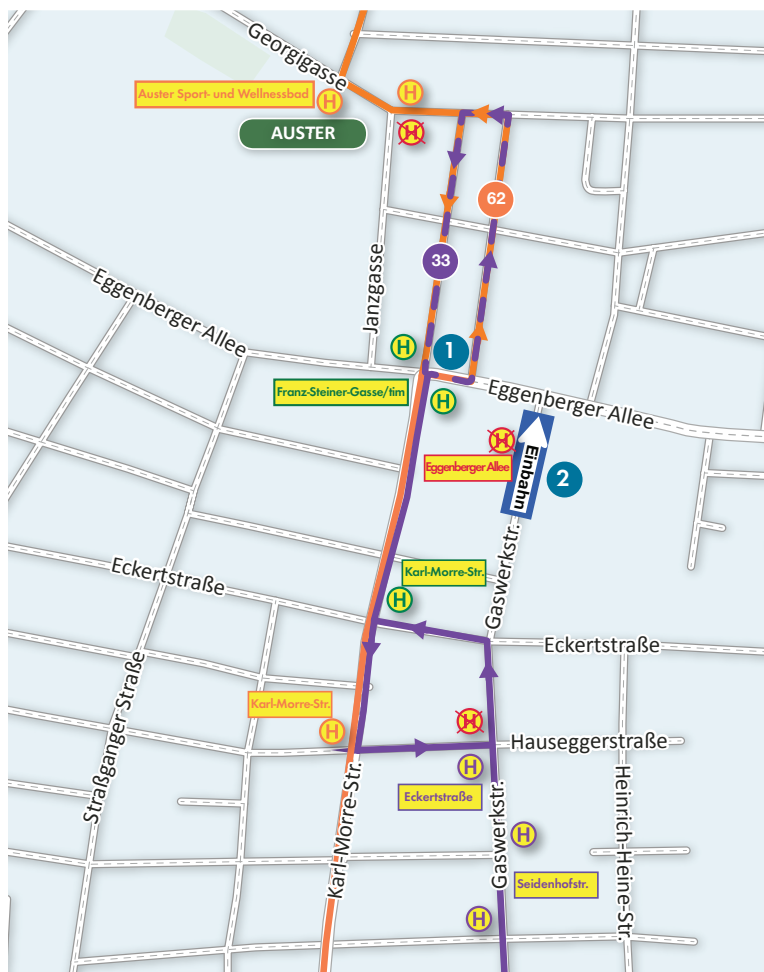 Georgigasse
Auster Sport- und Wellnessbad
H
H
AUSTER
H
62
33
Janzgasse
Eggenberger Allee
H
1
Franz-Steiner-Gasse/tim
H
Eggenberger Allee
H
Eggenberger Allee
Einbahn
2
Gaswerkstr.
Karl-Morre-Str.
H
Eckertstraße
Eckertstraße
Straßganger Straße
Karl-Morre-Str.
H
H
Hauseggerstraße
H
Eckertstraße
Karl-Morre-Str.
Gaswerkstr.
Heinrich-Heine-Str.
H
Seidenhofstr.
H